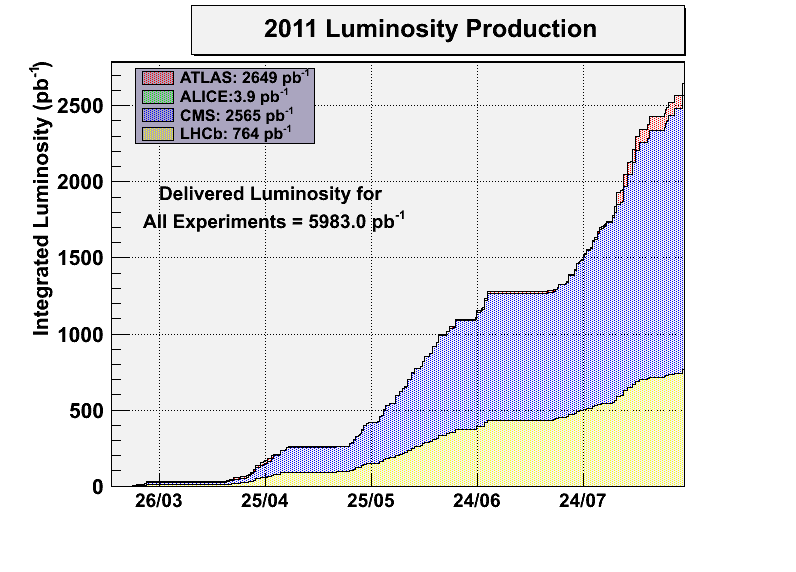 2011 Luminosity Production
Integrated Luminosity (pb⁻¹)
ATLAS: 2649 pb⁻¹
ALICE:3.9 pb⁻¹
CMS: 2565 pb⁻¹
LHCb: 764 pb⁻¹
Delivered Luminosity for
All Experiments = 5983.0 pb⁻¹
2500
2000
1500
1000
500
0
26/03 25/04 25/05 24/06 24/07